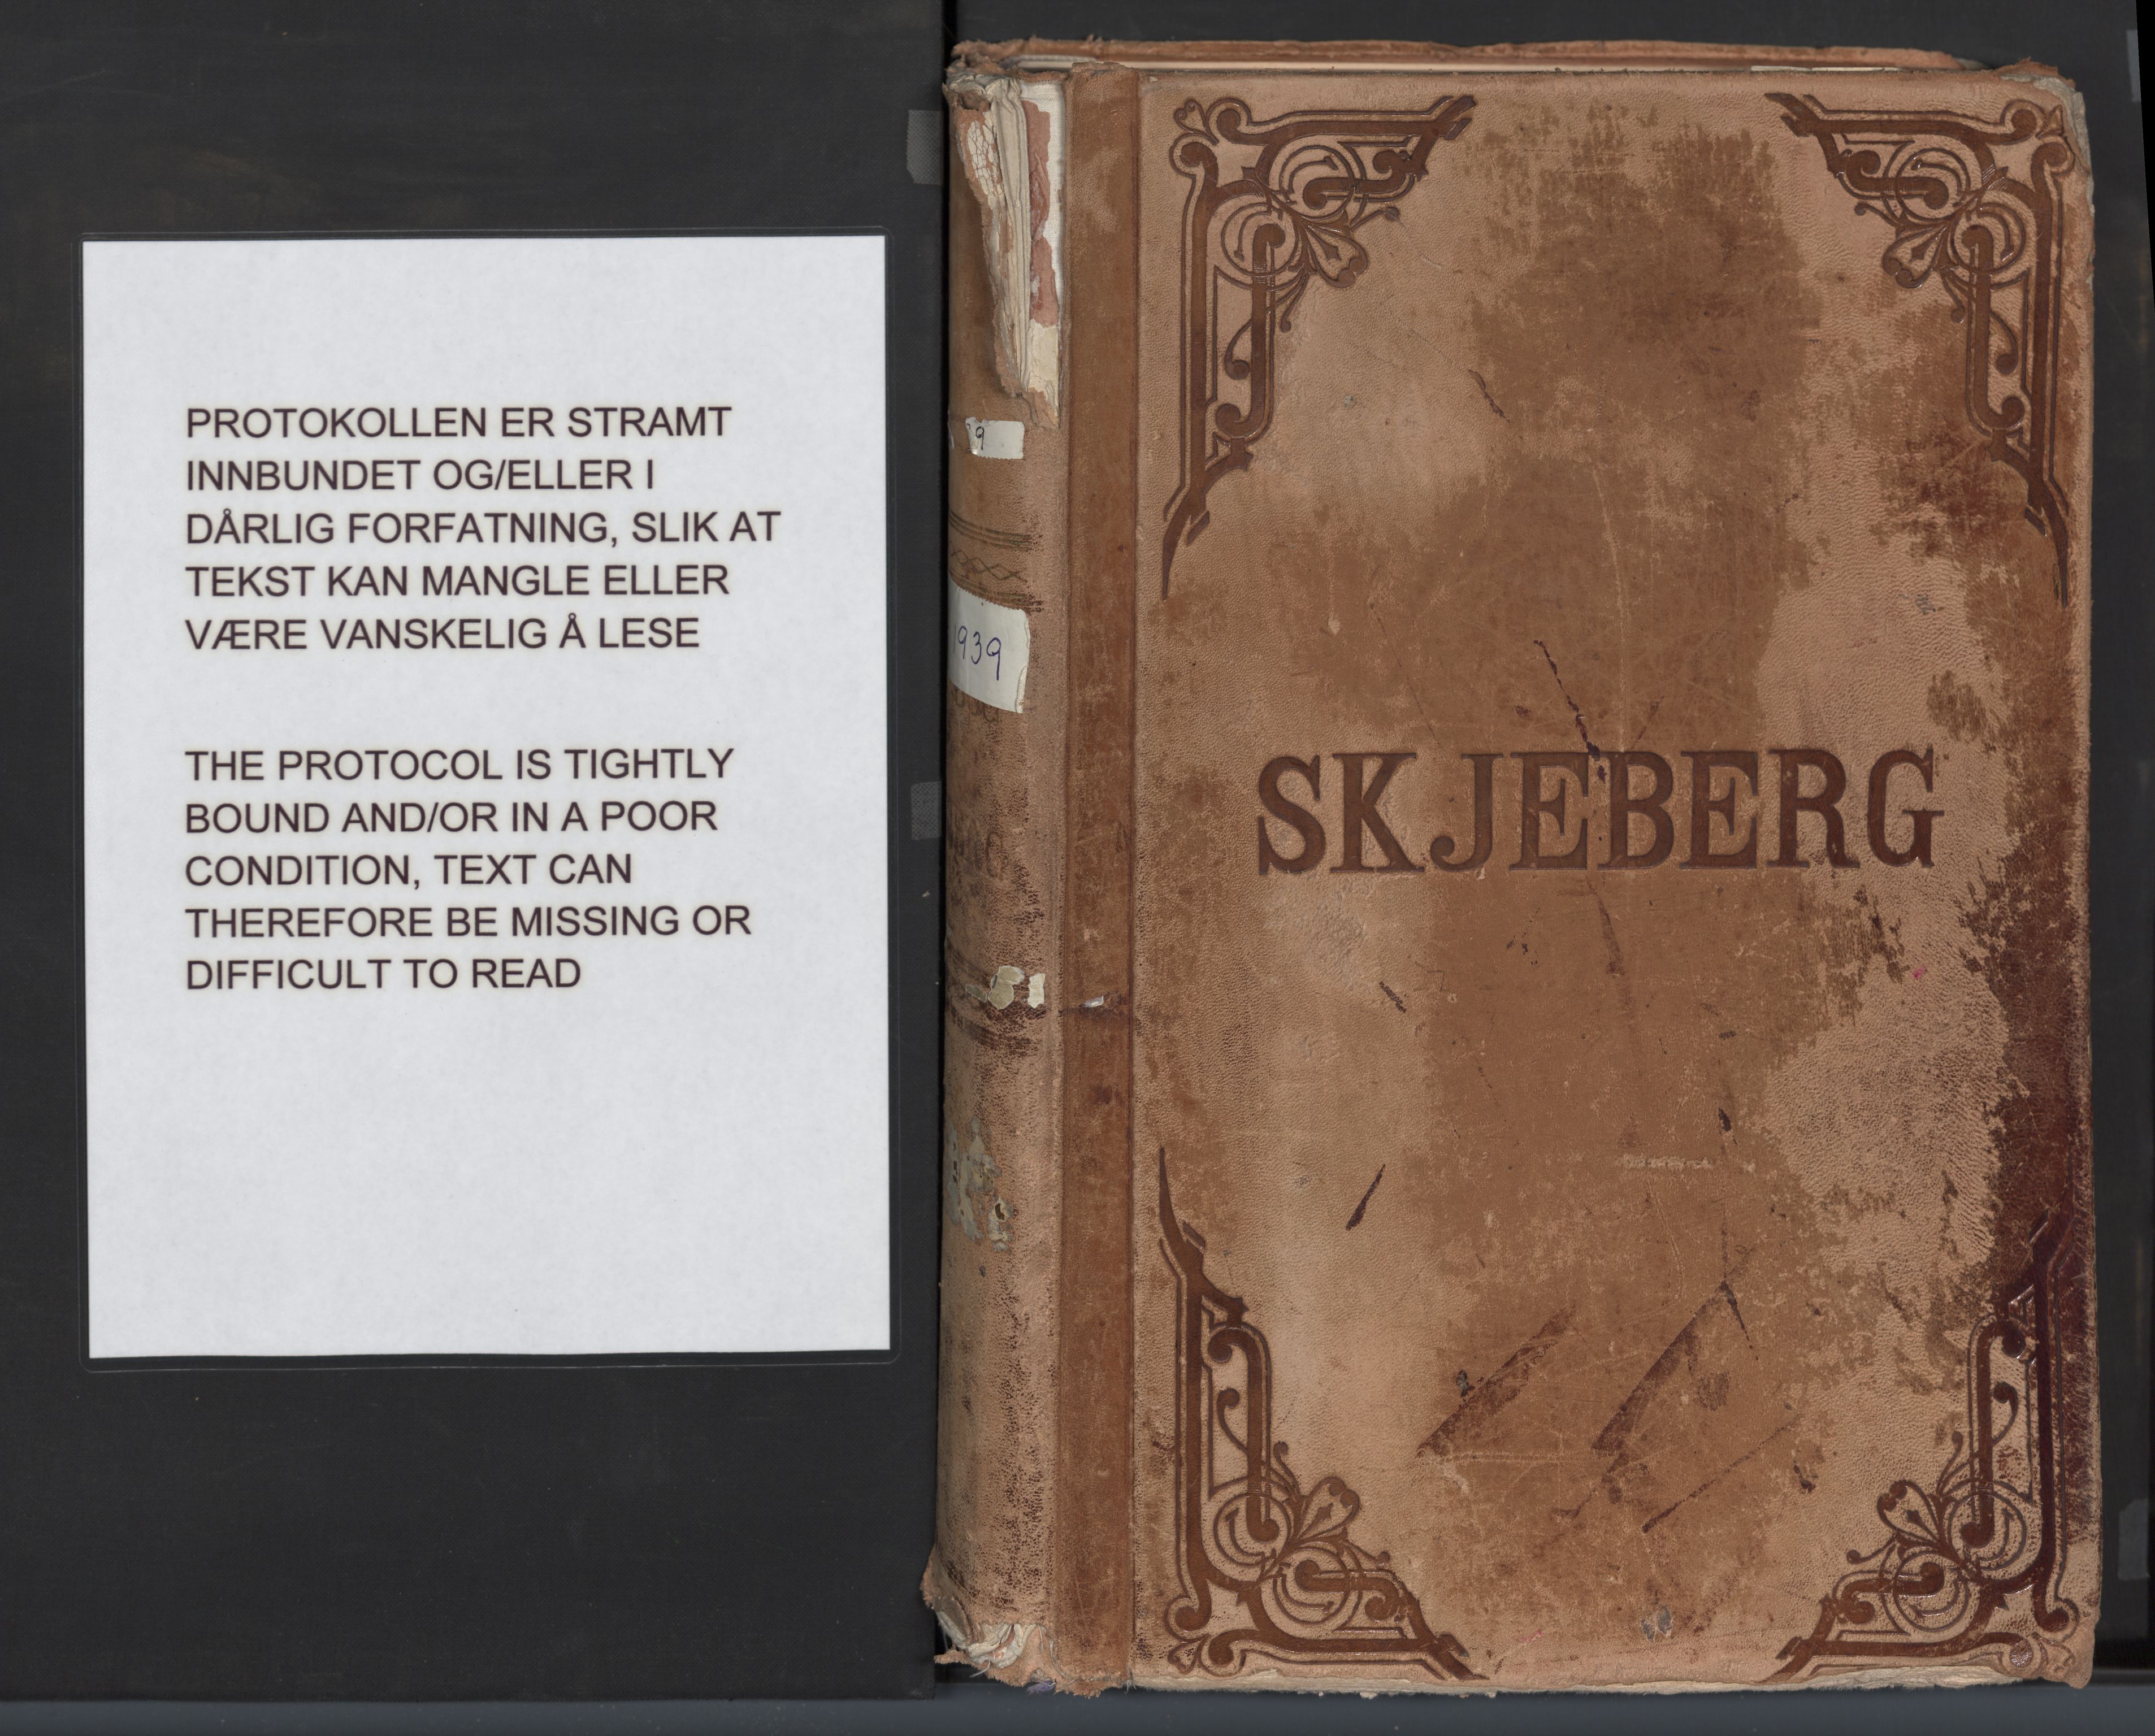 PROTOKOLLEN ER STRAMT
INNBUNDET OG/ELLER I
DÅRLIG FORFATNING, SLIK AT
TEKST KAN MANGLE ELLER
VÆRE VANSKELIG Å LESE
THE PROTOCOL IS TIGHTLY
BOUND AND/OR IN A POOR
CONDITION, TEXT CAN
THEREFORE BE MISSING OR
DIFFICULT TO READ
9
1939
SKJEBERG